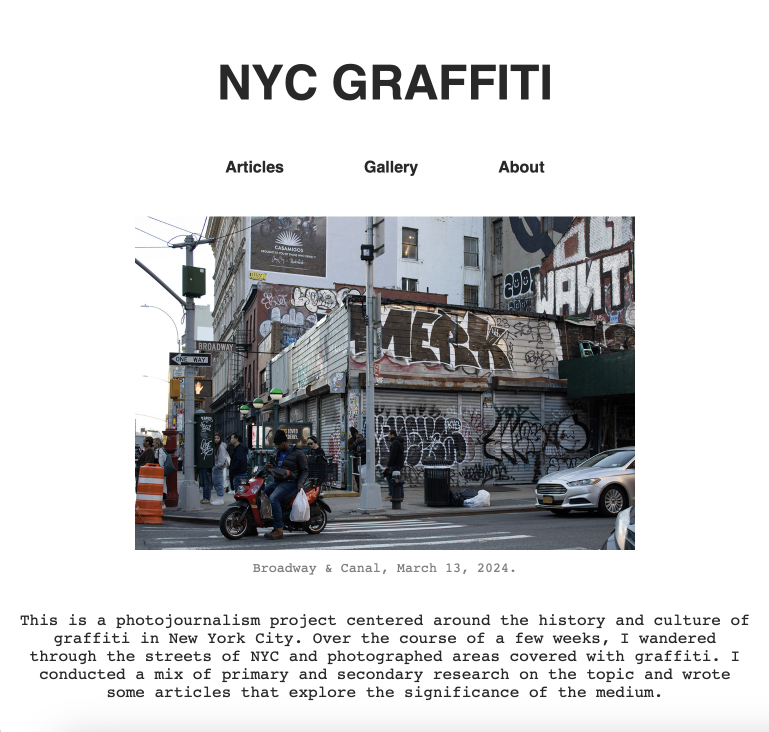 NYC GRAFFITI
Articles Gallery About
CASAMIGOS
WANT
MERK
BROADWAY
ONE WAY
Broadway & Canal, March 13, 2024.
This is a photojournalism project centered around the history and culture of
graffiti in New York City. Over the course of a few weeks, I wandered
through the streets of NYC and photographed areas covered with graffiti. I
conducted a mix of primary and secondary research on the topic and wrote
some articles that explore the significance of the medium.